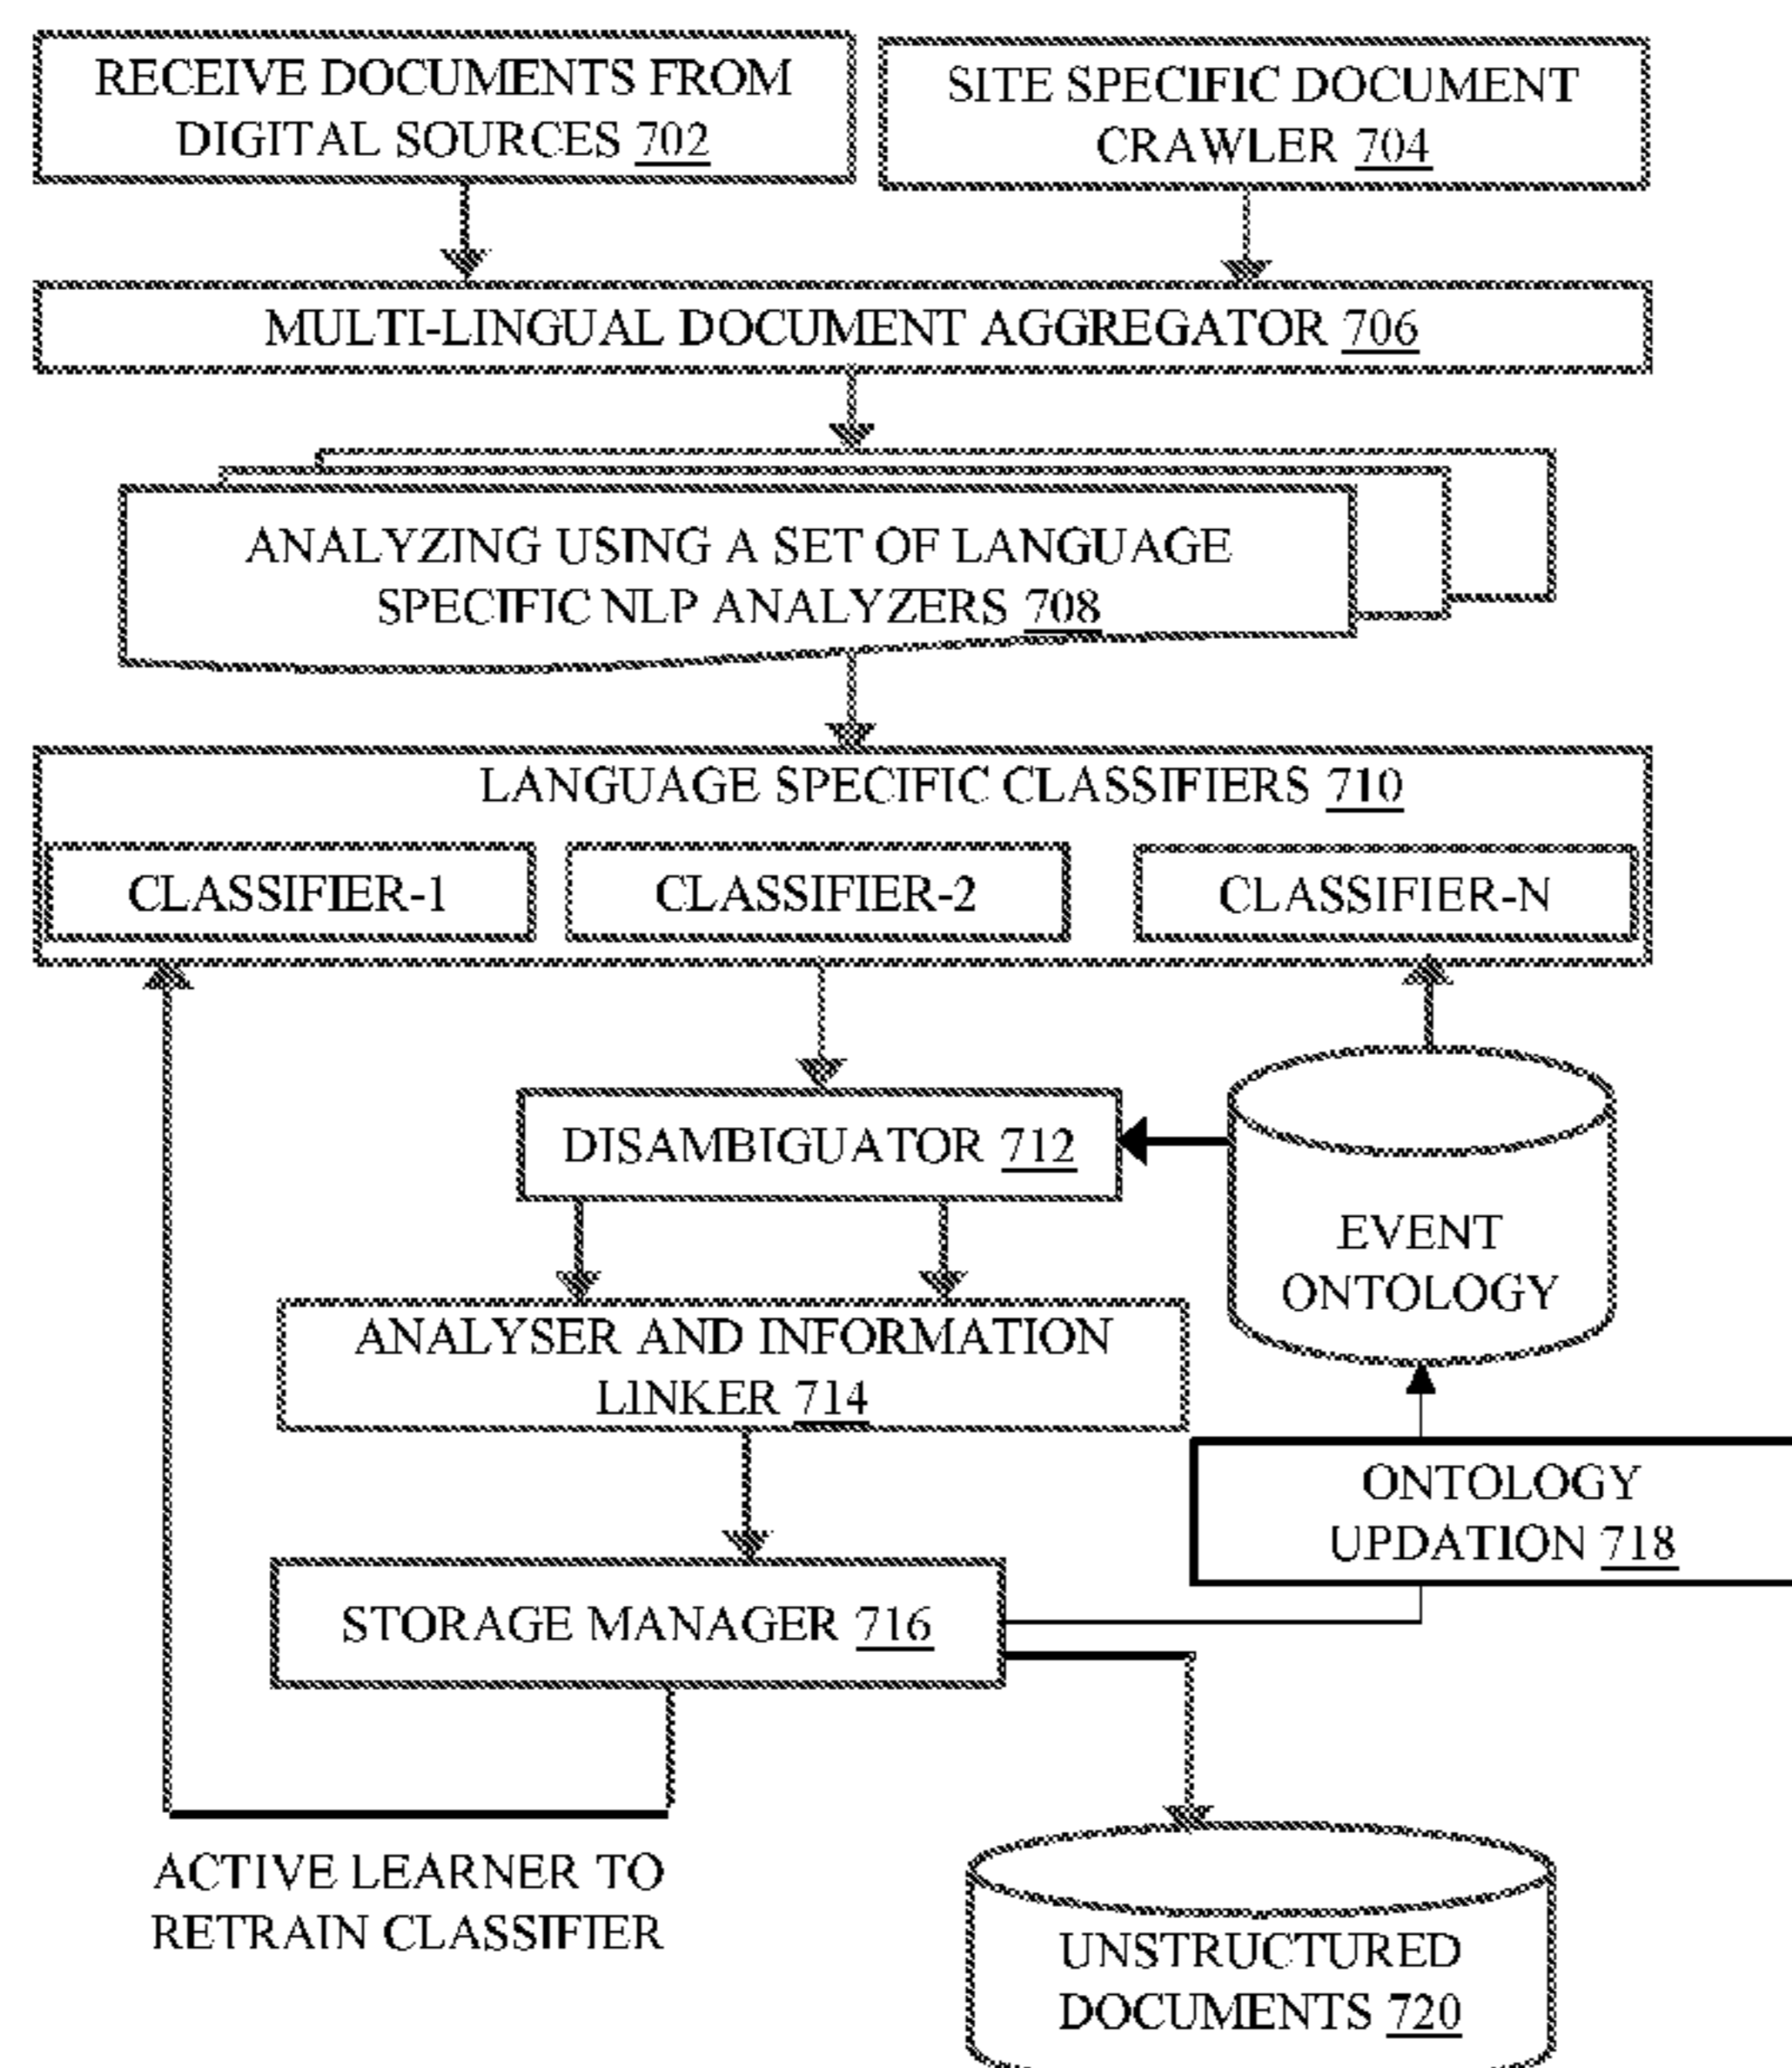 RECEIVE DOCUMENTS FROM
DIGITAL SOURCES 702
SITE SPECIFIC DOCUMENT
CRAWLER 704
MULTI-LINGUAL DOCUMENT AGGREGATOR 706
ANALYZING USING A SET OF LANGUAGE
SPECIFIC NLP ANALYZERS 708
LANGUAGE SPECIFIC CLASSIFIERS 710
CLASSIFIER-1
CLASSIFIER-2
CLASSIFIER-N
DISAMBIGUATOR 712
EVENT
ONTOLOGY
ANALYSER AND INFORMATION
LINKER 714
ONTOLOGY
UPDATION 718
STORAGE MANAGER 716
ACTIVE LEARNER TO
RETRAIN CLASSIFIER
UNSTRUCTURED
DOCUMENTS 720